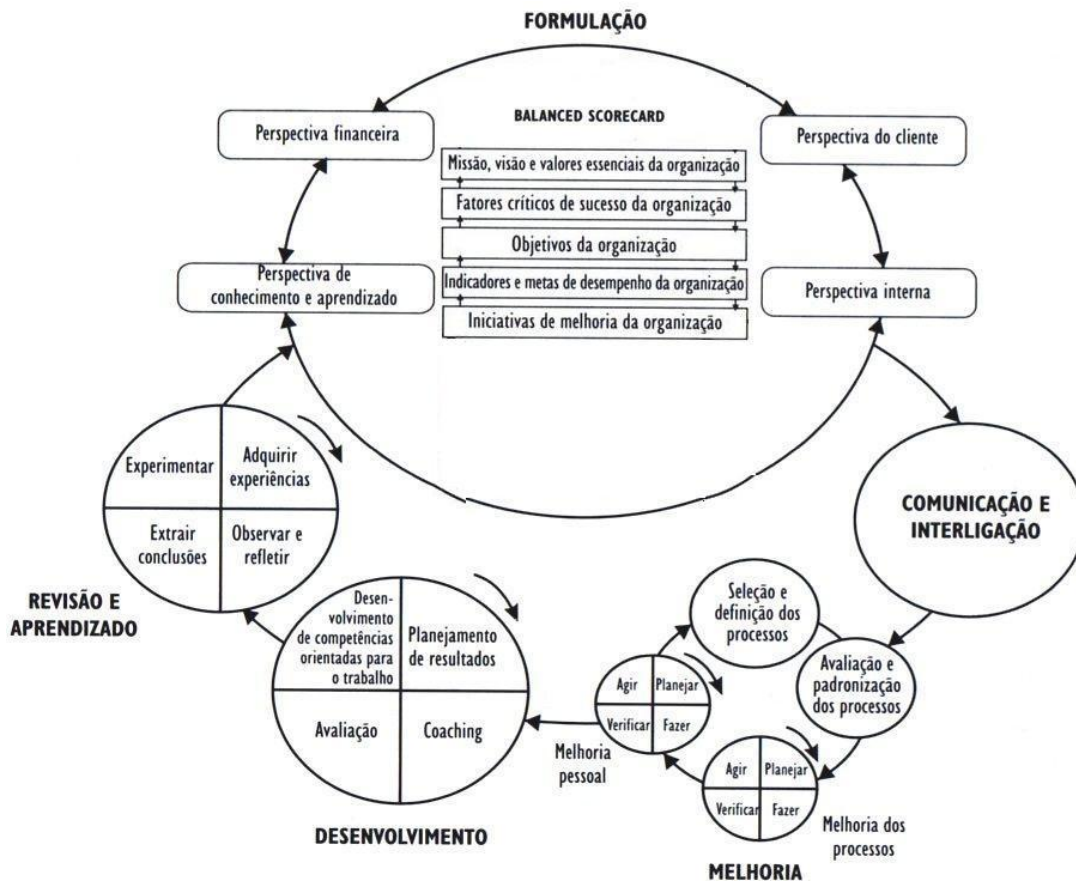 FORMULAÇÃO
Perspectiva financeira
BALANCED SCORECARD
Perspectiva do cliente
Missão, visão e valores essenciais da organização
Fatores críticos de sucesso da organização
Objetivos da organização
Indicadores e metas de desempenho da organização
Iniciativas de melhoria da organização
Perspectiva de
conhecimento e aprendizado
Perspectiva interna
Experimentar
Adquirir
experiências
Extrair
conclusões
Observar e
refletir
REVISÃO E
APRENDIZADO
COMUNICAÇÃO E
INTERLIGAÇÃO
Seleção e
definição dos
processos
Avaliação e
padronização
dos processos
Agir
Planejar
Verificar
Fazer
Melhoria
pessoal
Agir
Planejar
Verificar
Fazer
Melhoria dos
processos
MELHORIA
Desen-
volvimento
de competências
orientadas para
o trabalho
Planejamento
de resultados
Avaliação
Coaching
DESENVOLVIMENTO